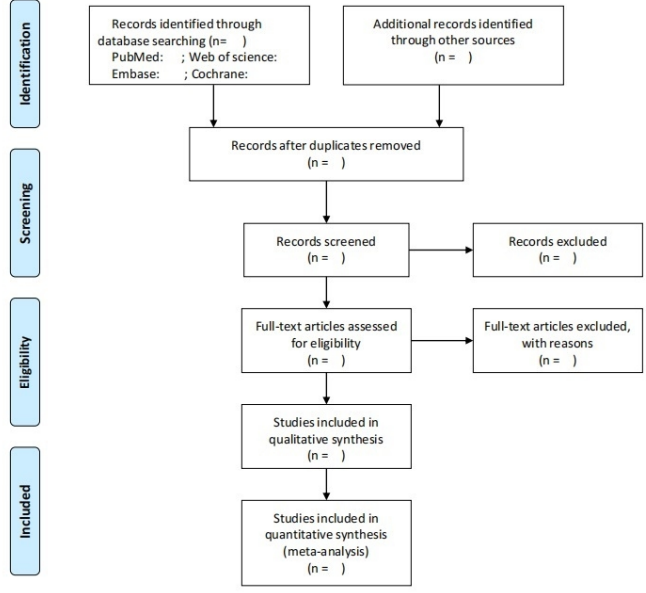 Identification
Records identified through
database searching (n=    )
PubMed:    ; Web of science:
Embase:    ; Cochrane:
Additional records identified
through other sources
(n =    )
Records after duplicates removed
(n =    )
Screening
Records screened
(n =    )
Records excluded
(n =    )
Eligibility
Full-text articles assessed
for eligibility
(n =    )
Full-text articles excluded,
with reasons
(n =    )
Studies included in
qualitative synthesis
(n =    )
Included
Studies included in
quantitative synthesis
(meta-analysis)
(n =    )